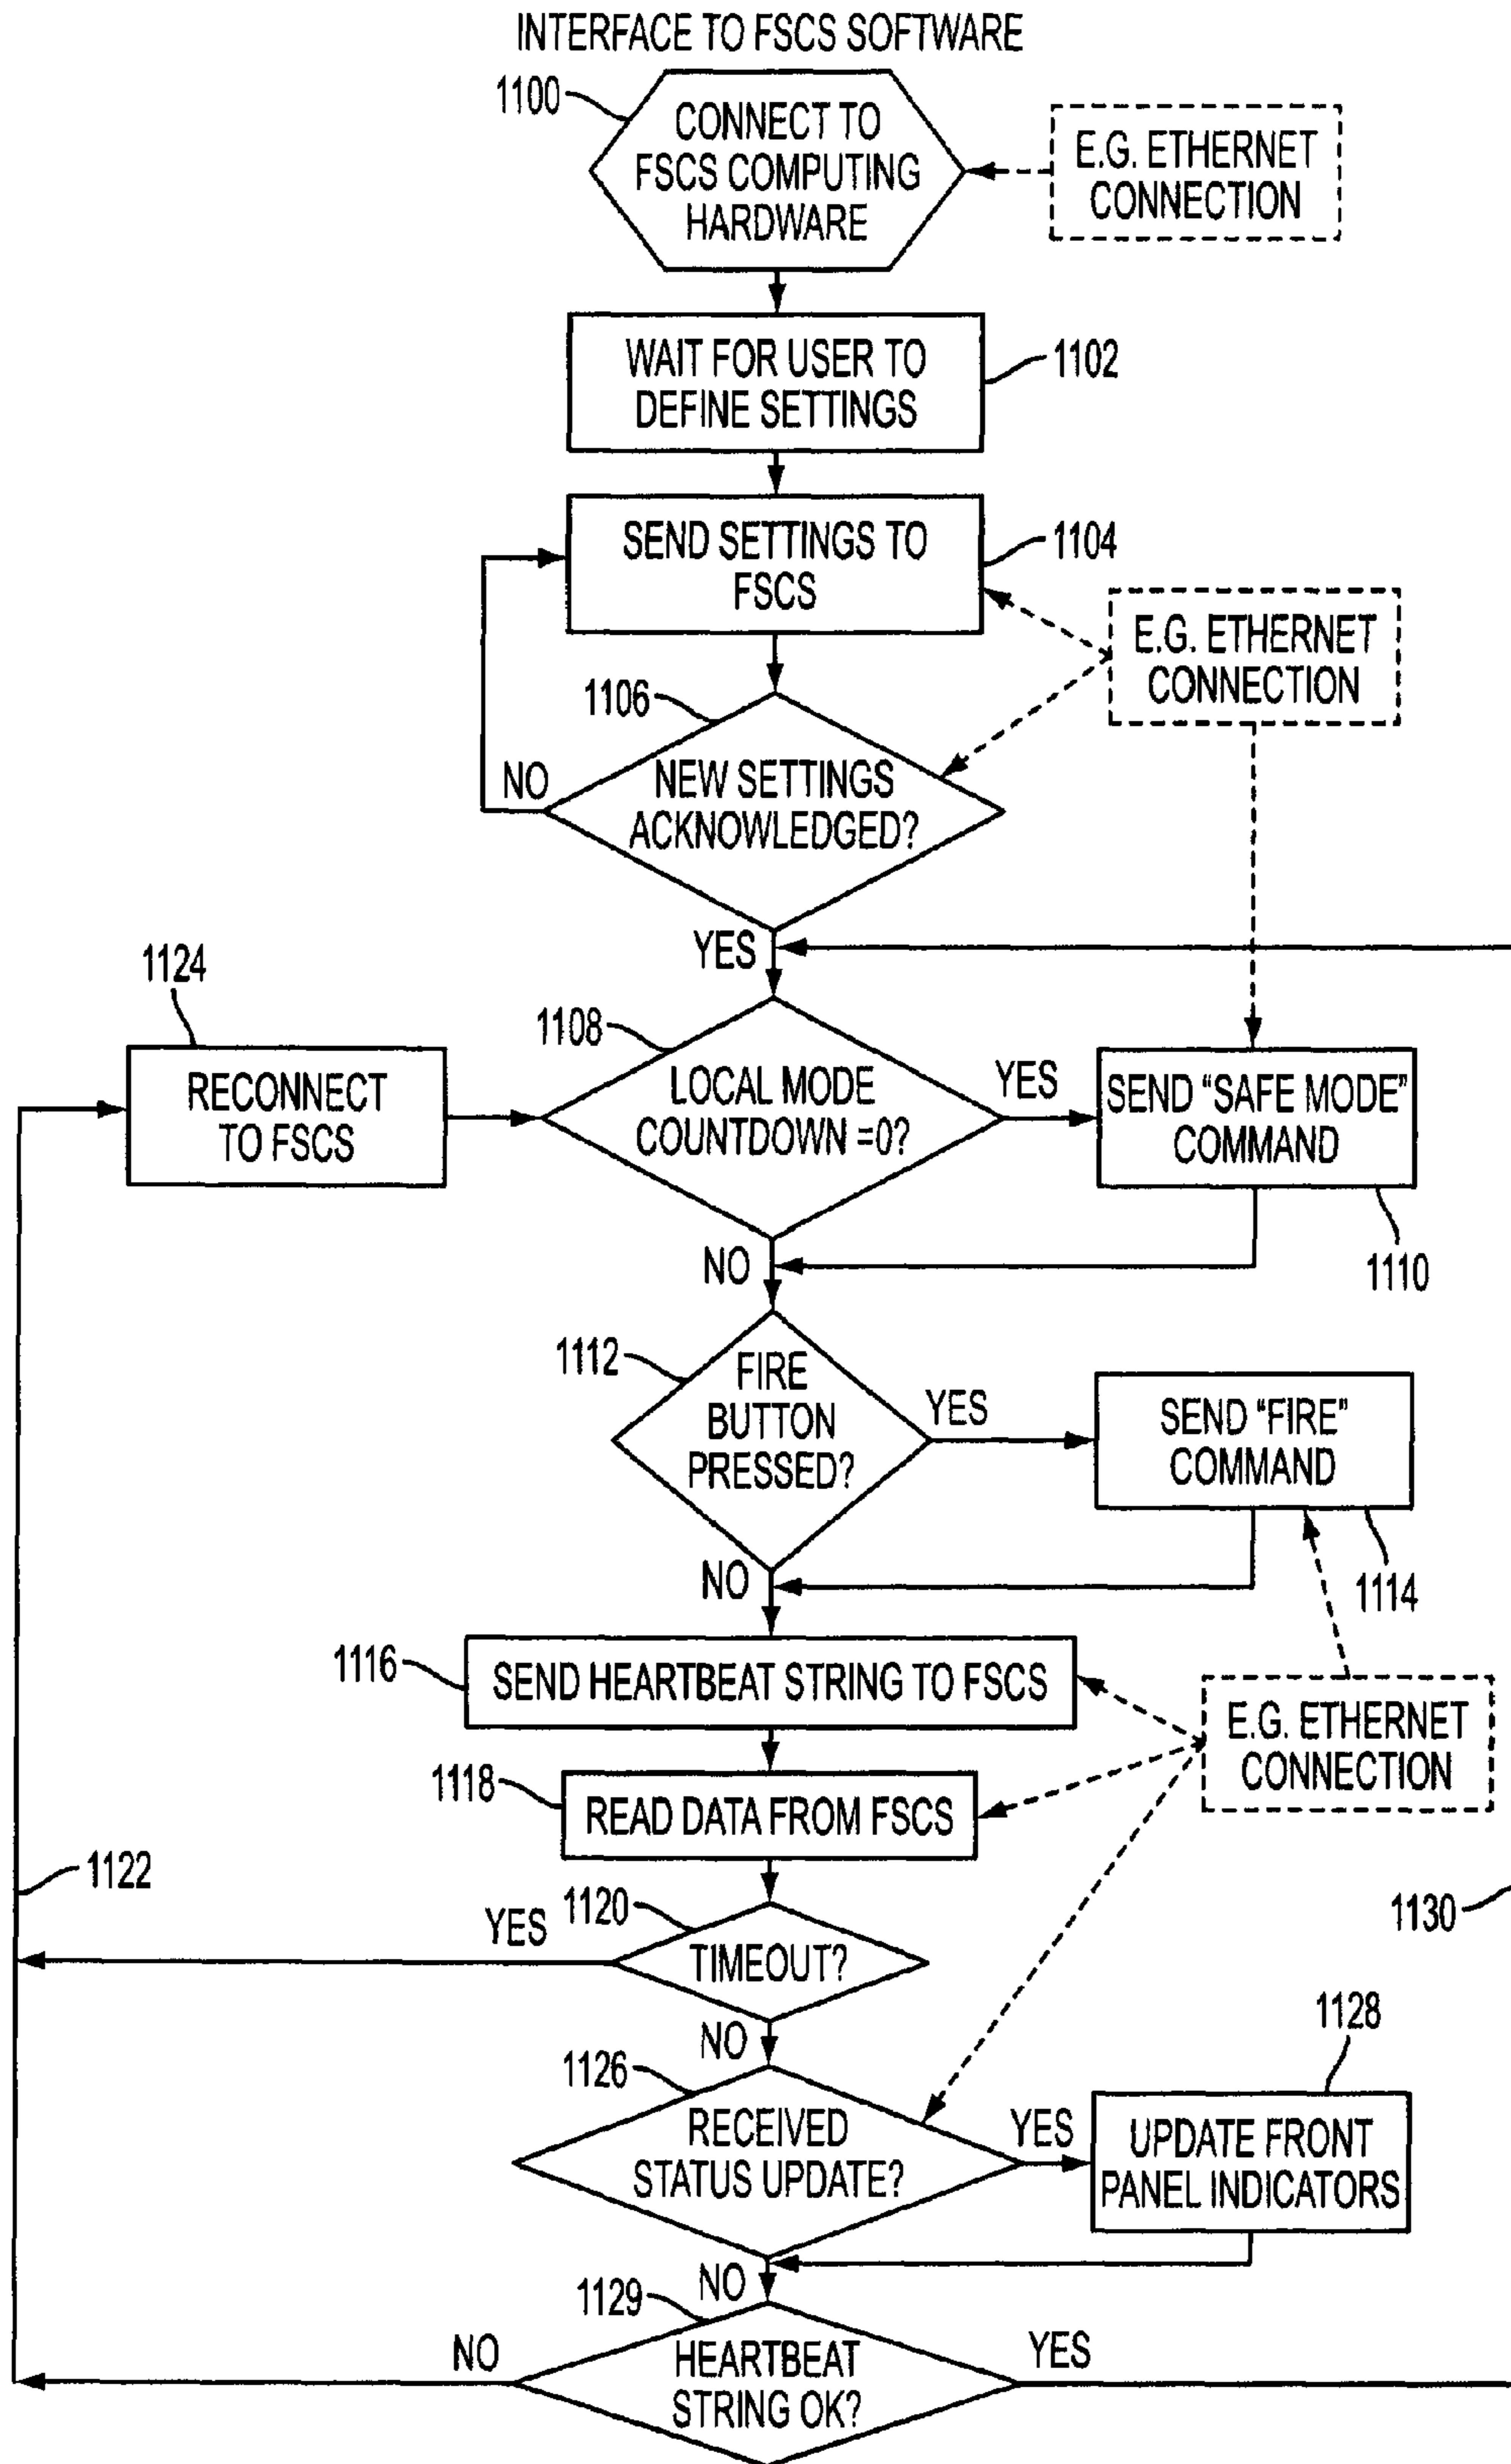 INTERFACE TO FSCS SOFTWARE
1100
CONNECT TO
FSCS COMPUTING
HARDWARE
E.G. ETHERNET
CONNECTION
WAIT FOR USER TO
DEFINE SETTINGS
1102
SEND SETTINGS TO
FSCS
1104
E.G. ETHERNET
CONNECTION
1106
NO
NEW SETTINGS
ACKNOWLEDGED?
YES
1124
RECONNECT
TO FSCS
1108
LOCAL MODE
COUNTDOWN =0?
YES
SEND "SAFE MODE"
COMMAND
1110
NO
1112
FIRE
BUTTON
PRESSED?
YES
SEND "FIRE"
COMMAND
1114
NO
1116
SEND HEARTBEAT STRING TO FSCS
E.G. ETHERNET
CONNECTION
1118
READ DATA FROM FSCS
1122
1130
YES
1120
TIMEOUT?
NO
1126
RECEIVED
STATUS UPDATE?
YES
1128
UPDATE FRONT
PANEL INDICATORS
NO
1129
NO
HEARTBEAT
STRING OK?
YES